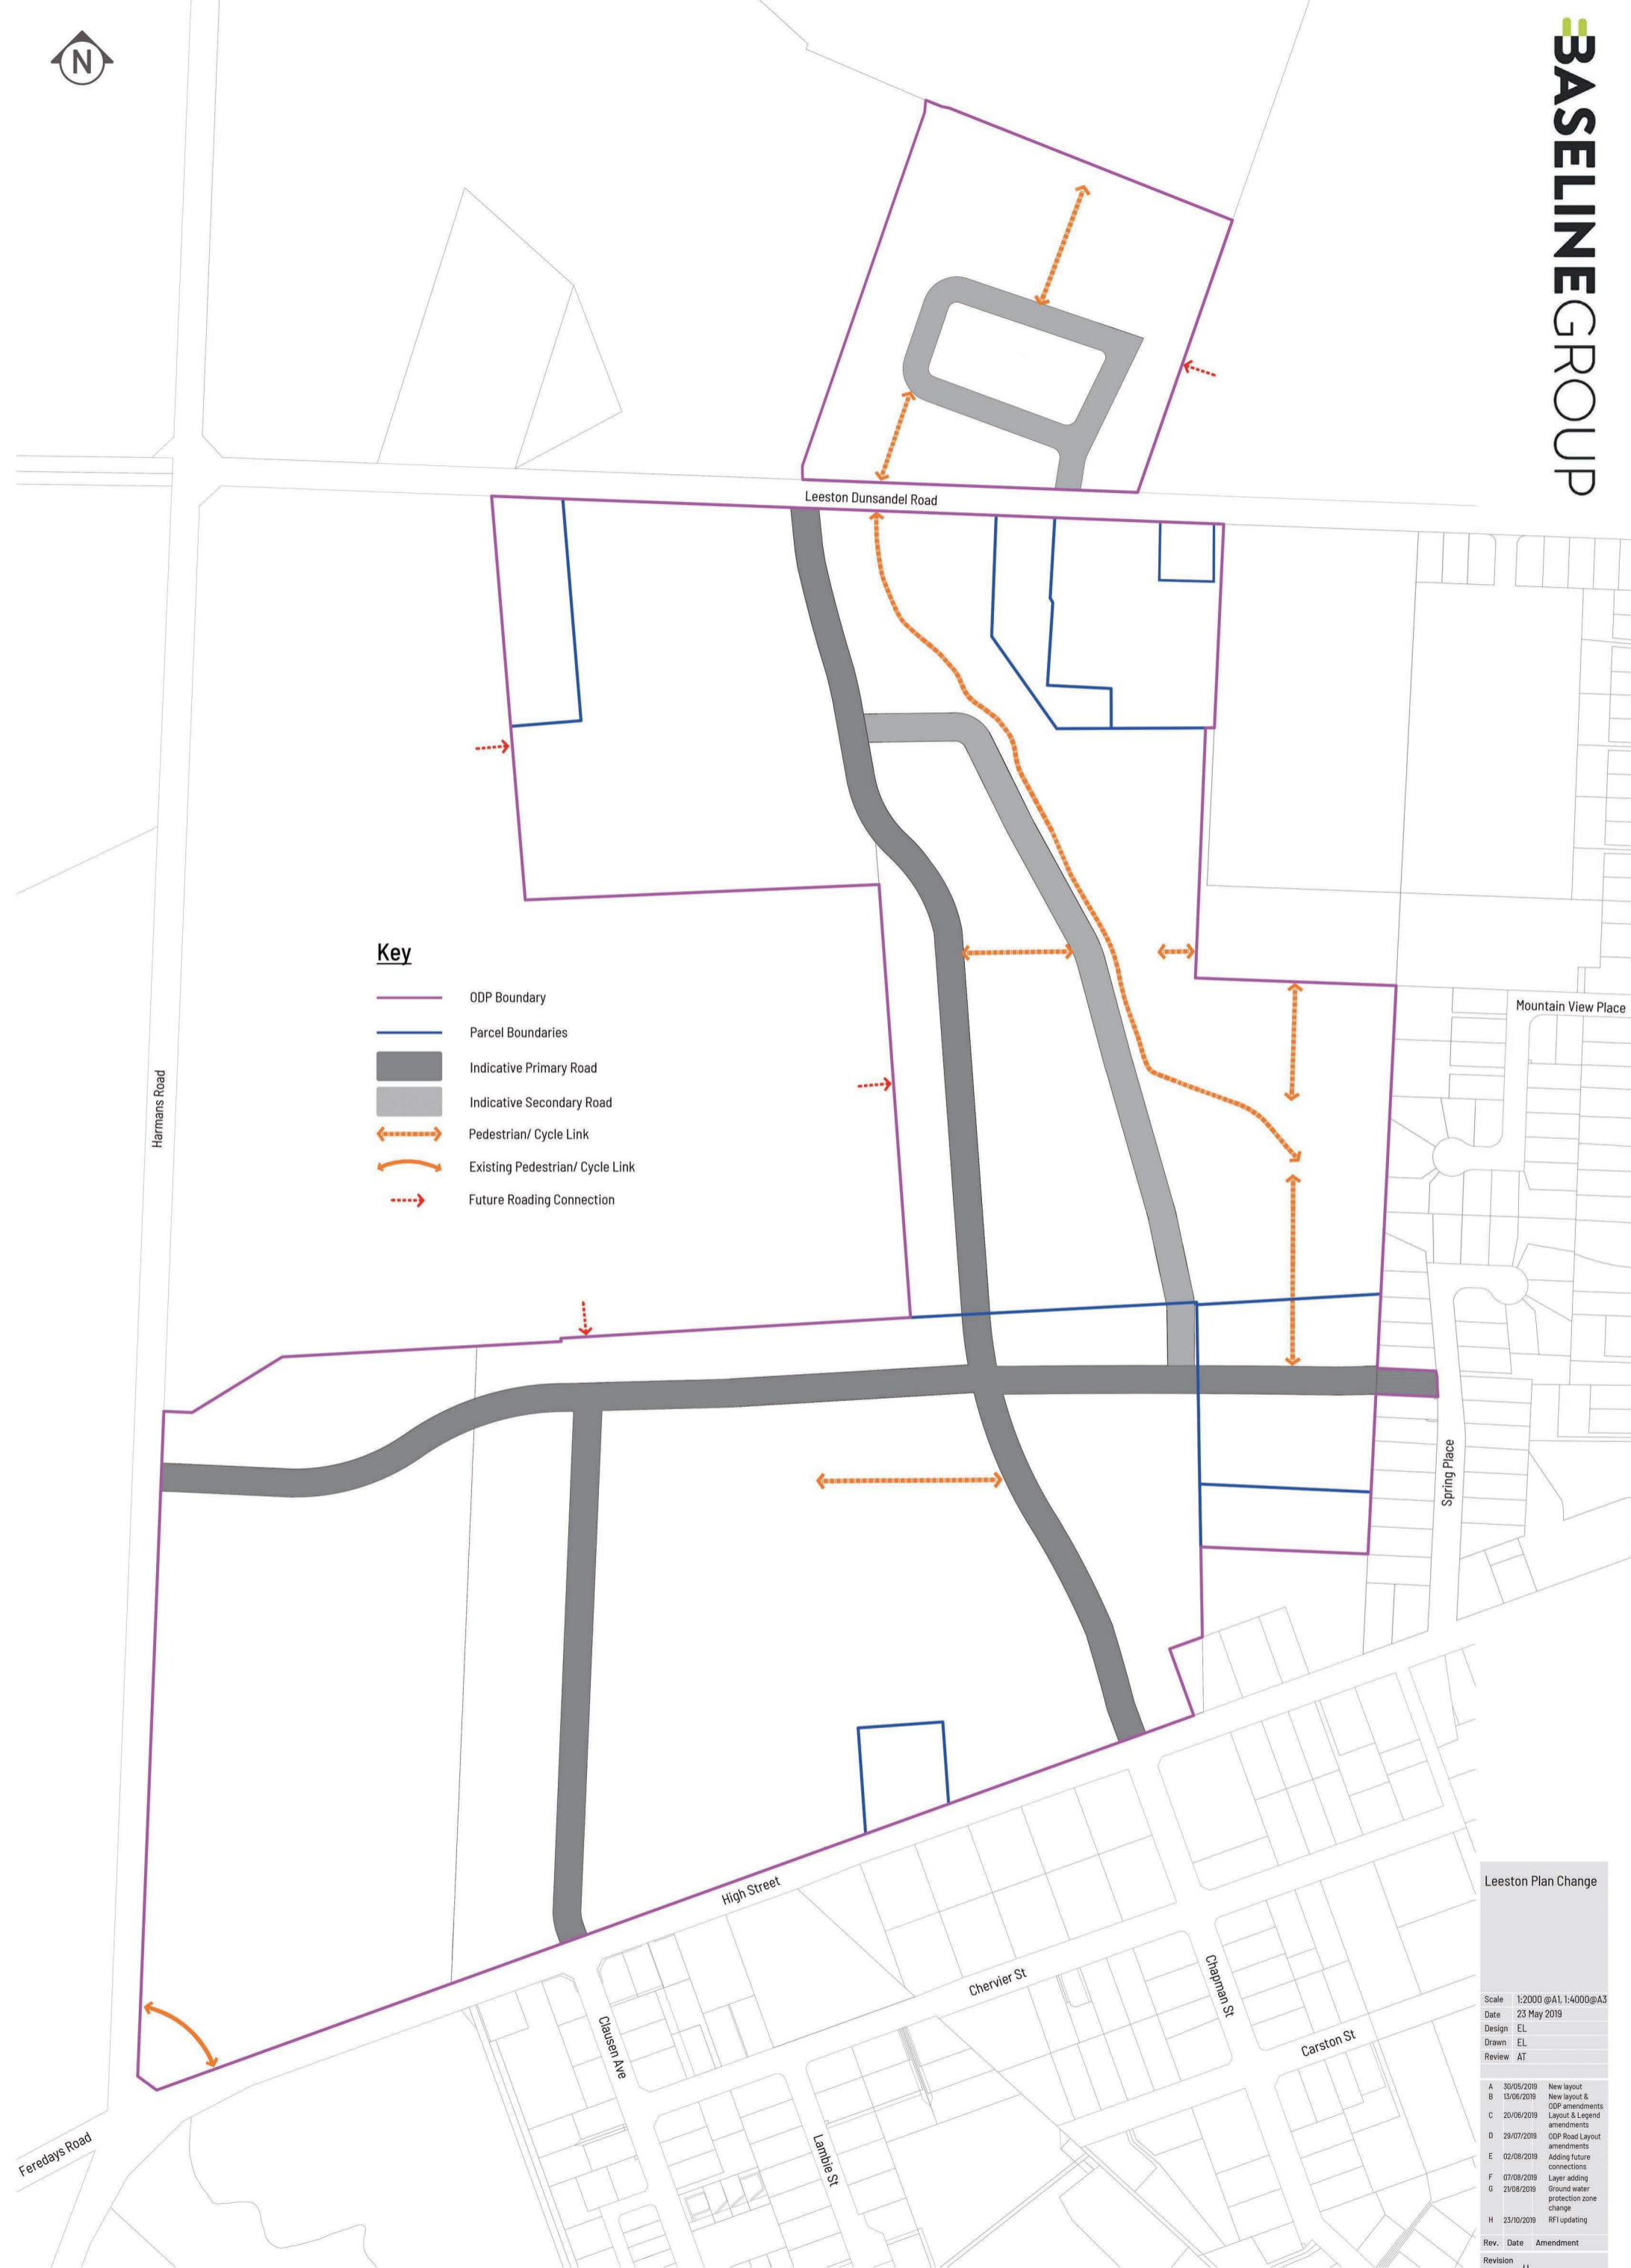 N
BASELINEGROUP
Leeston Dunsandel Road
Mountain View Place
Key
ODP Boundary
Parcel Boundaries
Indicative Primary Road
Indicative Secondary Road
Pedestrian/ Cycle Link
Existing Pedestrian/ Cycle Link
Future Roading Connection
Harmans Road
Spring Place
High Street
Chervier St
Chapman St
Carston St
Clausen Ave
Lambie St
Feredays Road
Leeston Plan Change
Scale 1:2000 @A1, 1:4000@A3
Date 23 May 2019
Design EL
Drawn EL
Review AT
A 30/05/2019 New layout
B 13/06/2019 New layout &
ODP amendments
C 20/06/2019 Layout & Legend
amendments
D 29/07/2019 ODP Road Layout
amendments
E 02/08/2019 Adding future
connections
F 07/08/2019 Layer adding
G 21/08/2019 Ground water
protection zone
change
H 23/10/2019 RFI updating
Rev. Date Amendment
Revision